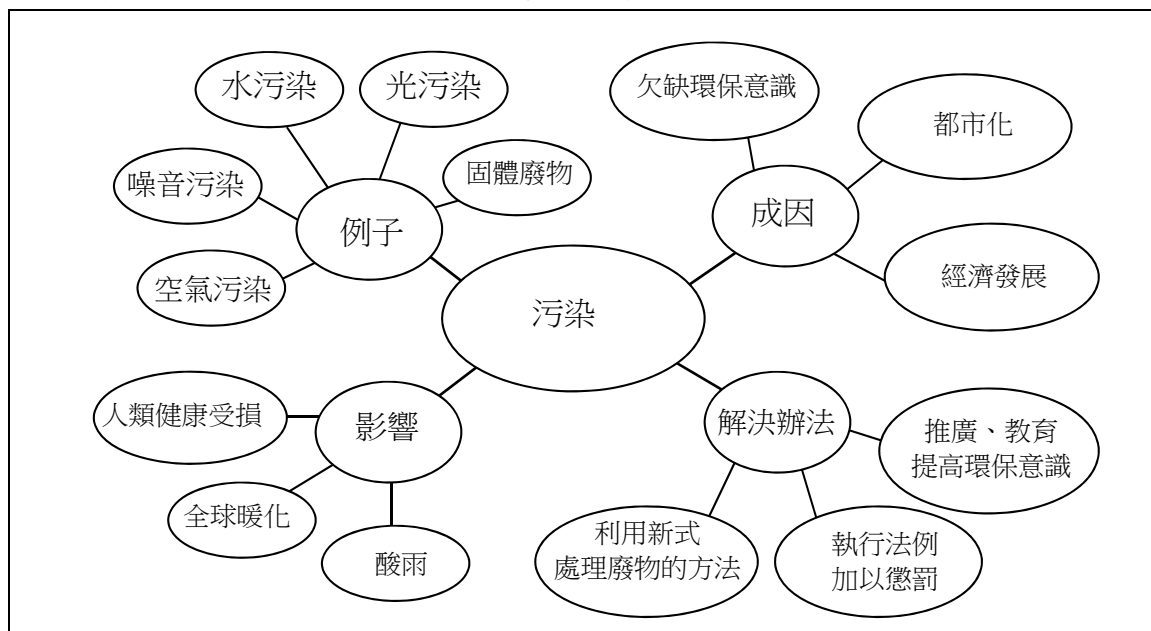 水污染
光污染
噪音污染
固體廢物
例子
空氣污染
欠缺環保意識
都市化
成因
經濟發展
污染
人類健康受損
影響
全球暖化
酸雨
解決辦法
推廣、教育
提高環保意識
利用新式
處理廢物的方法
執行法例
加以懲罰